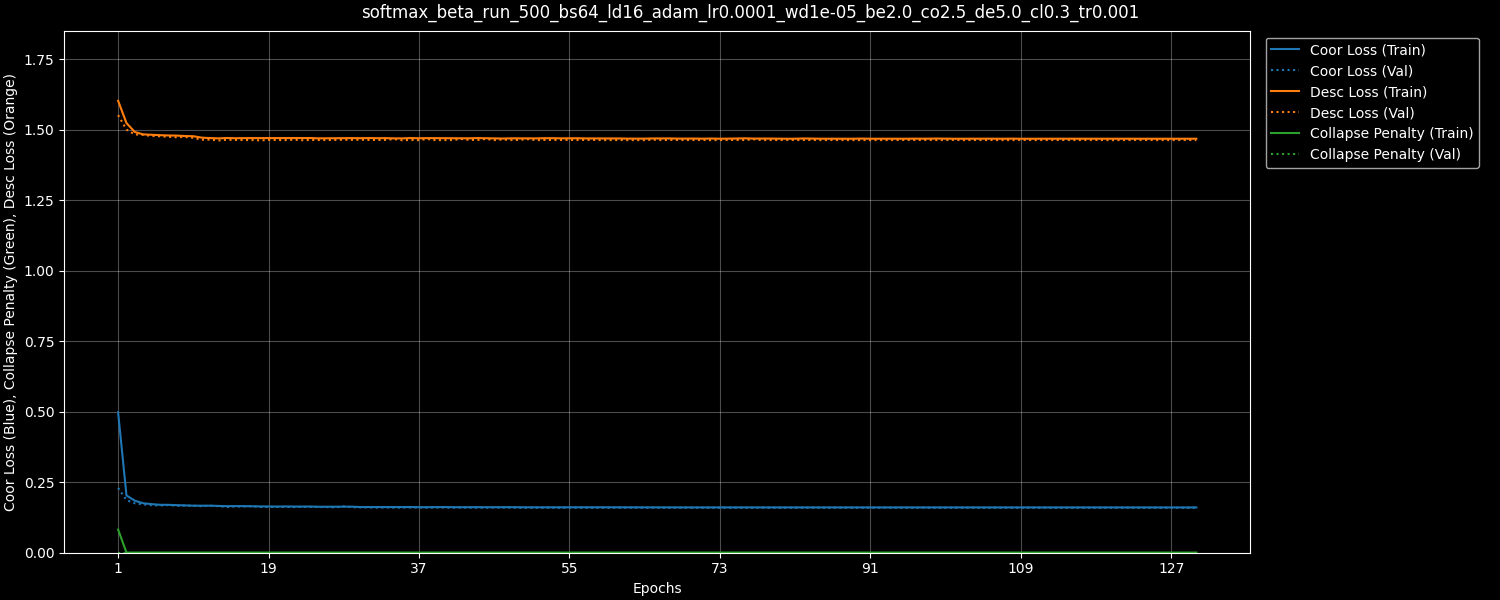 softmax_beta_run_500_bs64_ld16_adam_lr0.0001_wd1e-05_be2.0_co2.5_de5.0_cl0.3_tr0.001
Coor Loss (Blue), Collapse Penalty (Green), Desc Loss (Orange)
1.75
1.50
1.25
1.00
0.75
0.50
0.25
0.00
1 19 37 55 73 91 109 127
Epochs
Coor Loss (Train)
Coor Loss (Val)
Desc Loss (Train)
Desc Loss (Val)
Collapse Penalty (Train)
Collapse Penalty (Val)